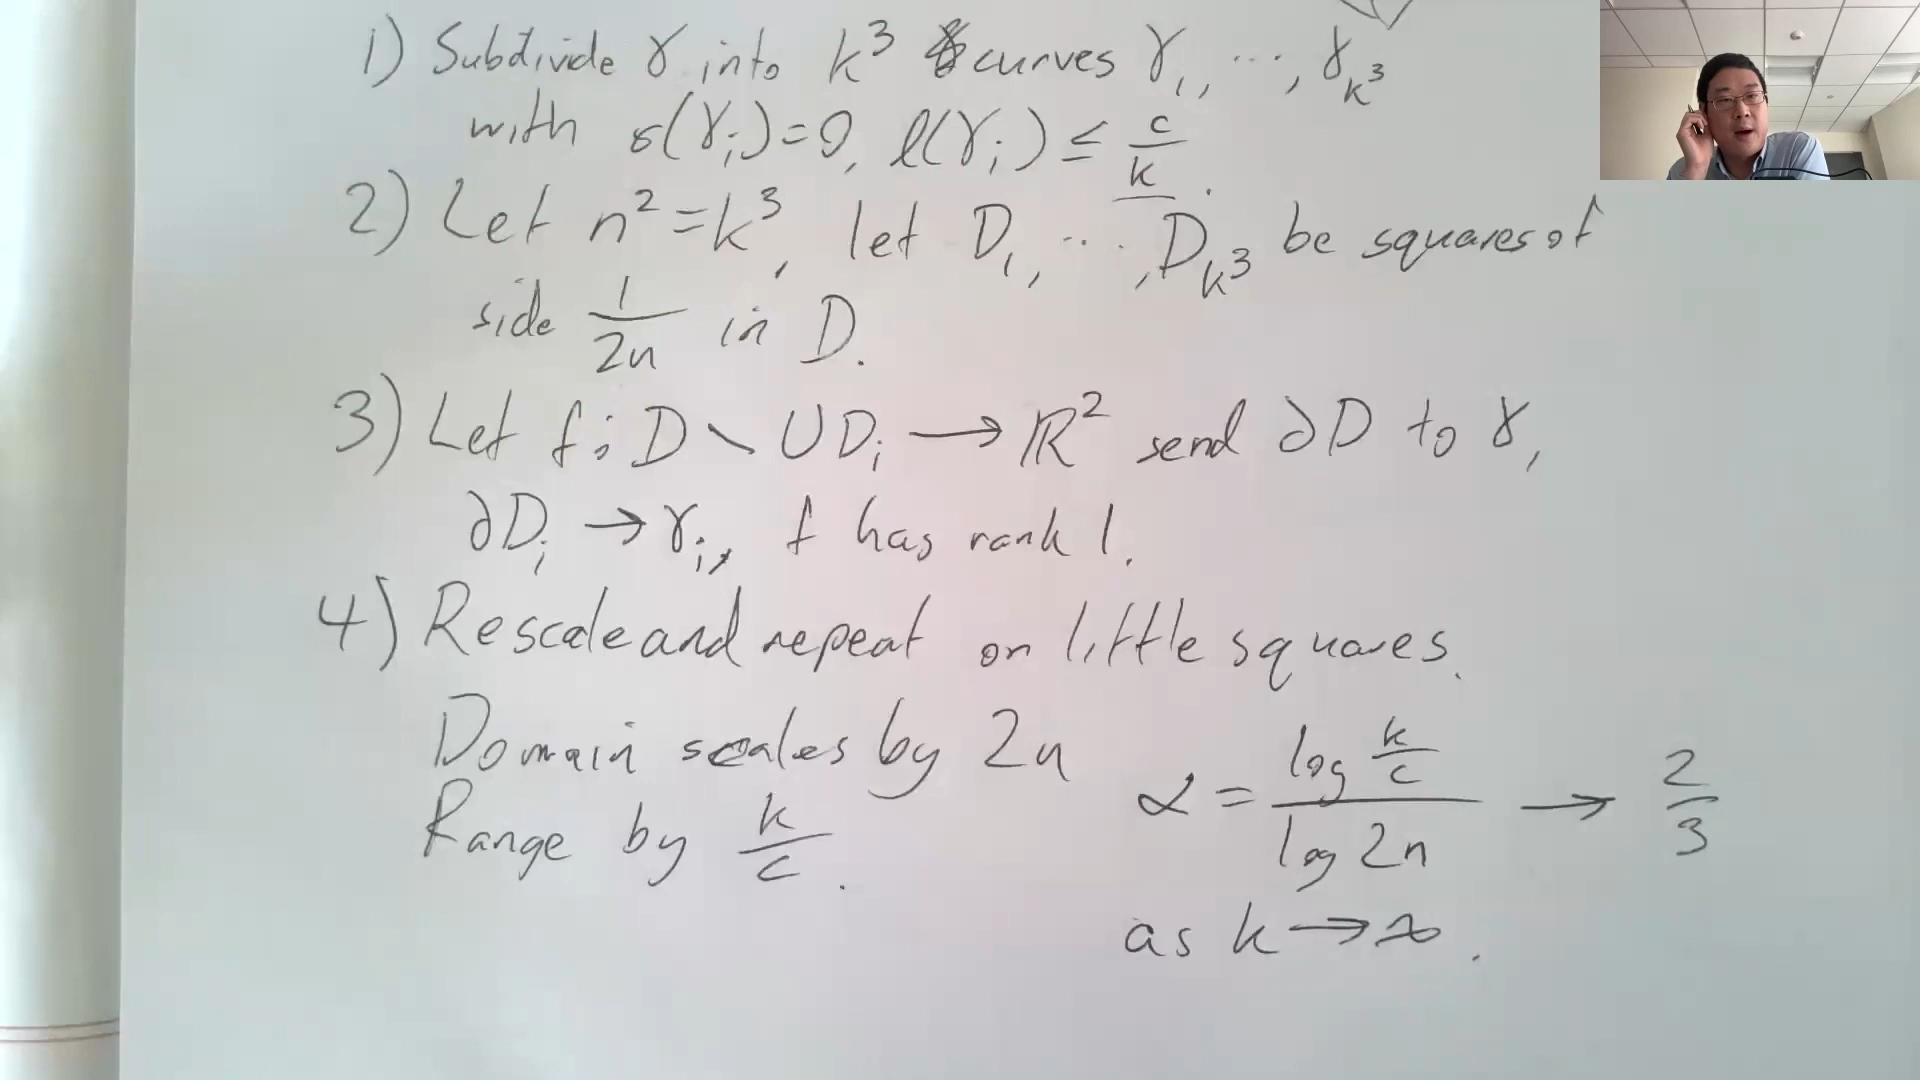 1) Subdivide γ into k³ curves γ₁, ..., γ_{k³}
with σ(γᵢ)=0, ℓ(γᵢ) ≤ c/k.
2) Let n²=k³, let D₁, ..., D_{k³} be squares of
side 1/2n in D.
3) Let f: D \ ∪Dᵢ → ℝ² send ∂D to γ,
∂Dᵢ → γᵢ, f has rank 1.
4) Rescale and repeat on little squares.
Domain scales by 2n
Range by k/c.
α = log k/c / log 2n → 2/3
as k → ∞.